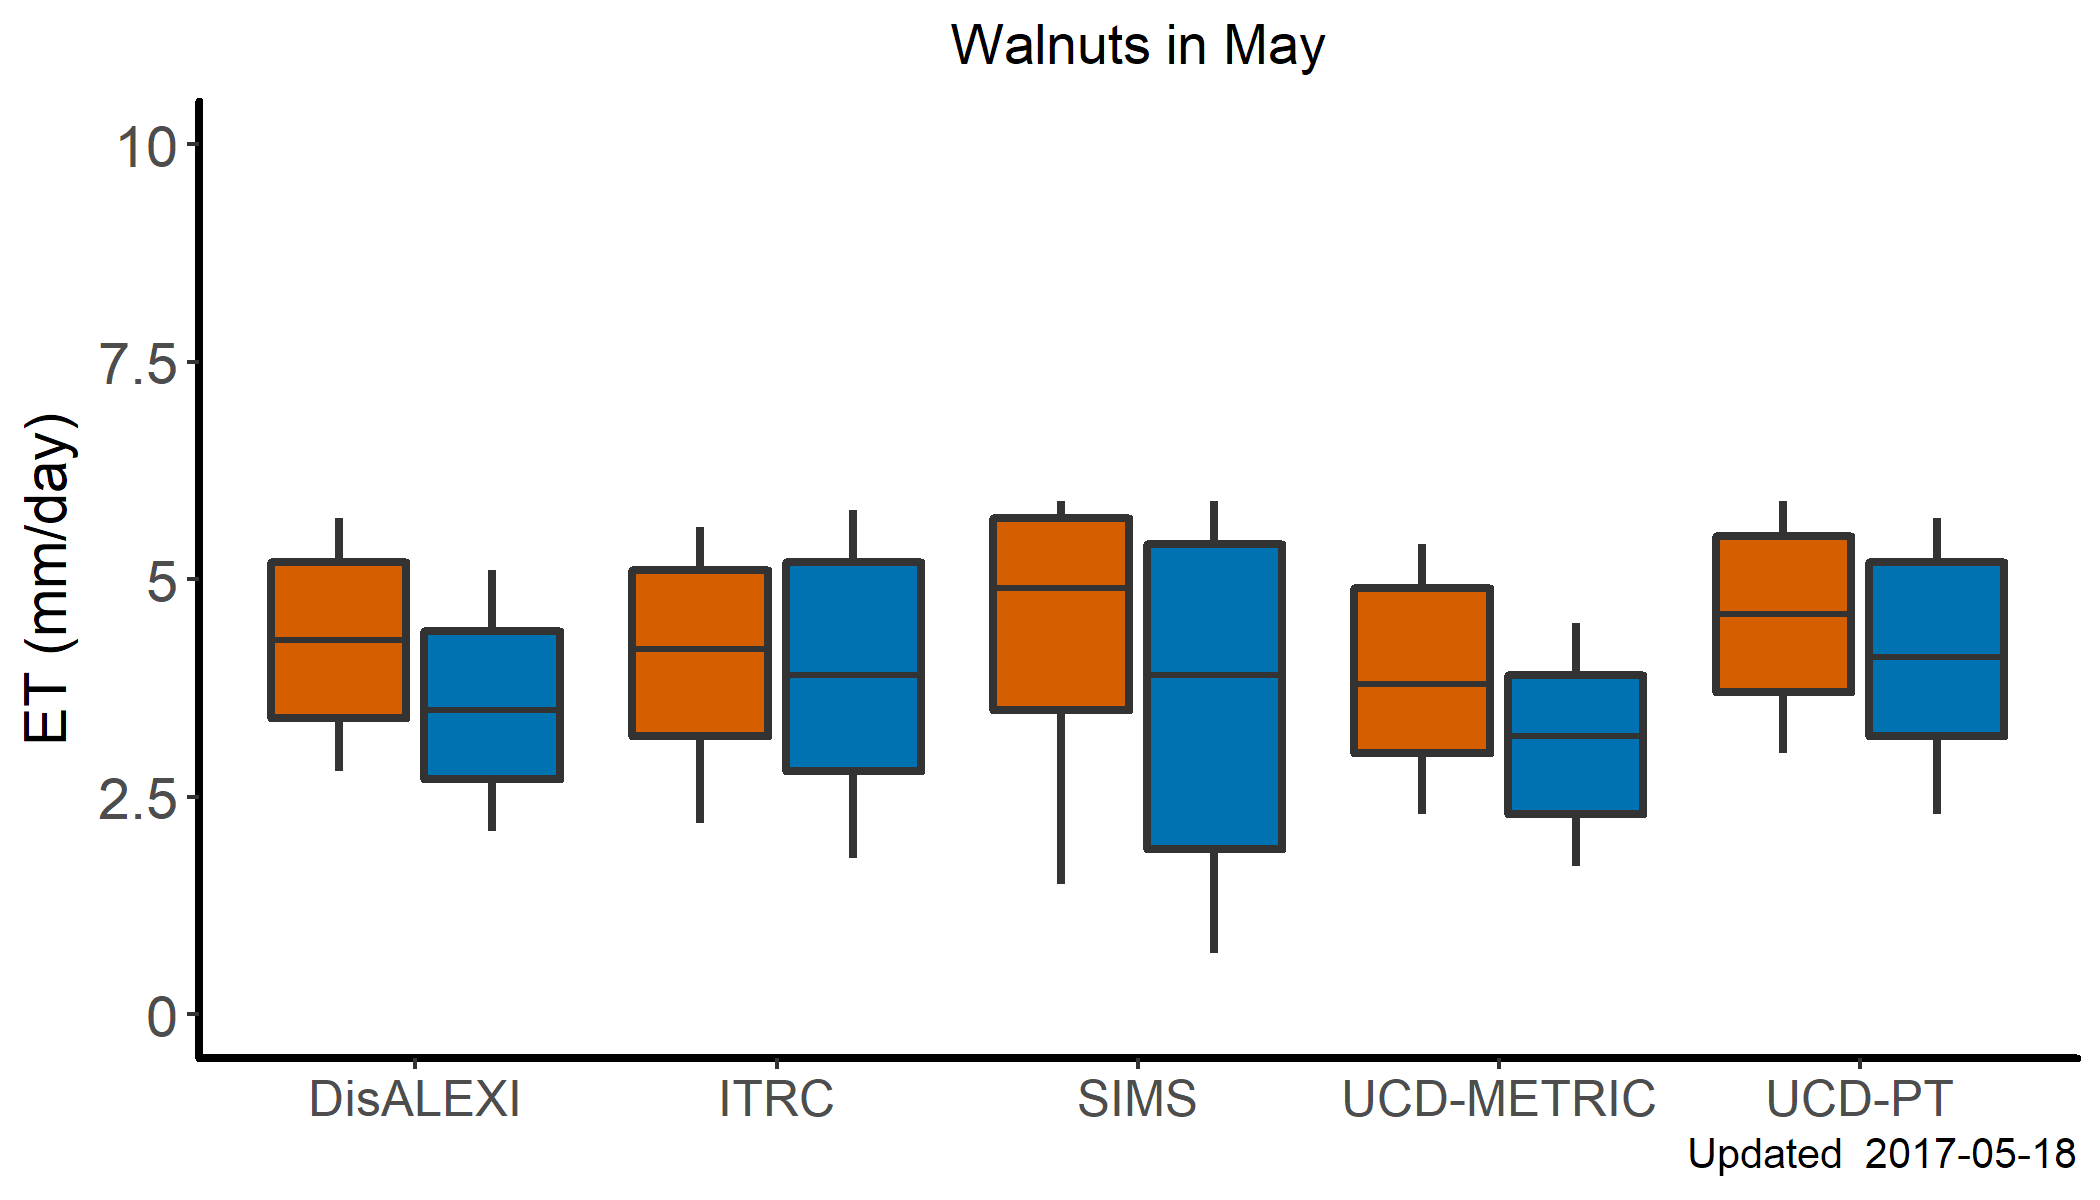 Walnuts in May
ET (mm/day)
10
7.5
5
2.5
0
DisALEXI ITRC SIMS UCD-METRIC UCD-PT
Updated  2017-05-18